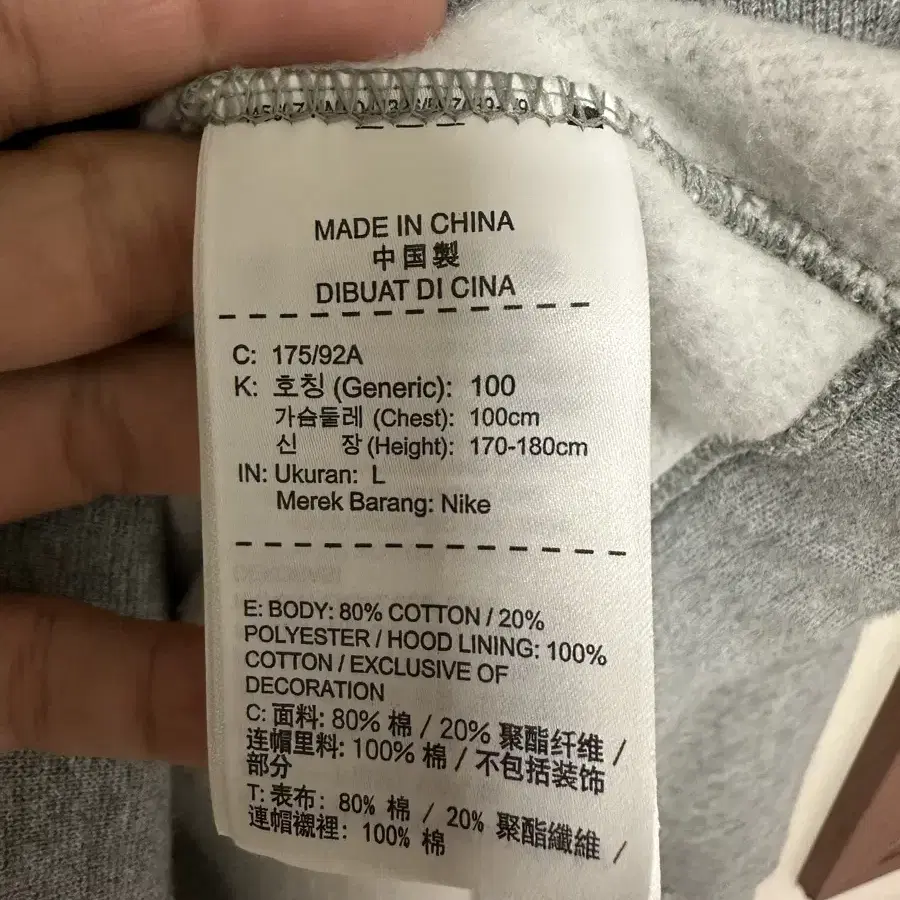 MADE IN CHINA
中国製
DIBUAT DI CINA
C: 175/92A
K: 호칭 (Generic): 100
가슴둘레 (Chest): 100cm
신 장 (Height): 170-180cm
IN: Ukuran: L
Merek Barang: Nike
E: BODY: 80% COTTON / 20%
POLYESTER / HOOD LINING: 100%
COTTON / EXCLUSIVE OF
DECORATION
C: 面料: 80% 棉 / 20% 聚酯纤维 /
连帽里料: 100% 棉 / 不包括装饰
部分
T: 表布: 80% 棉 / 20% 聚酯纖維 /
連帽襯裡: 100% 棉